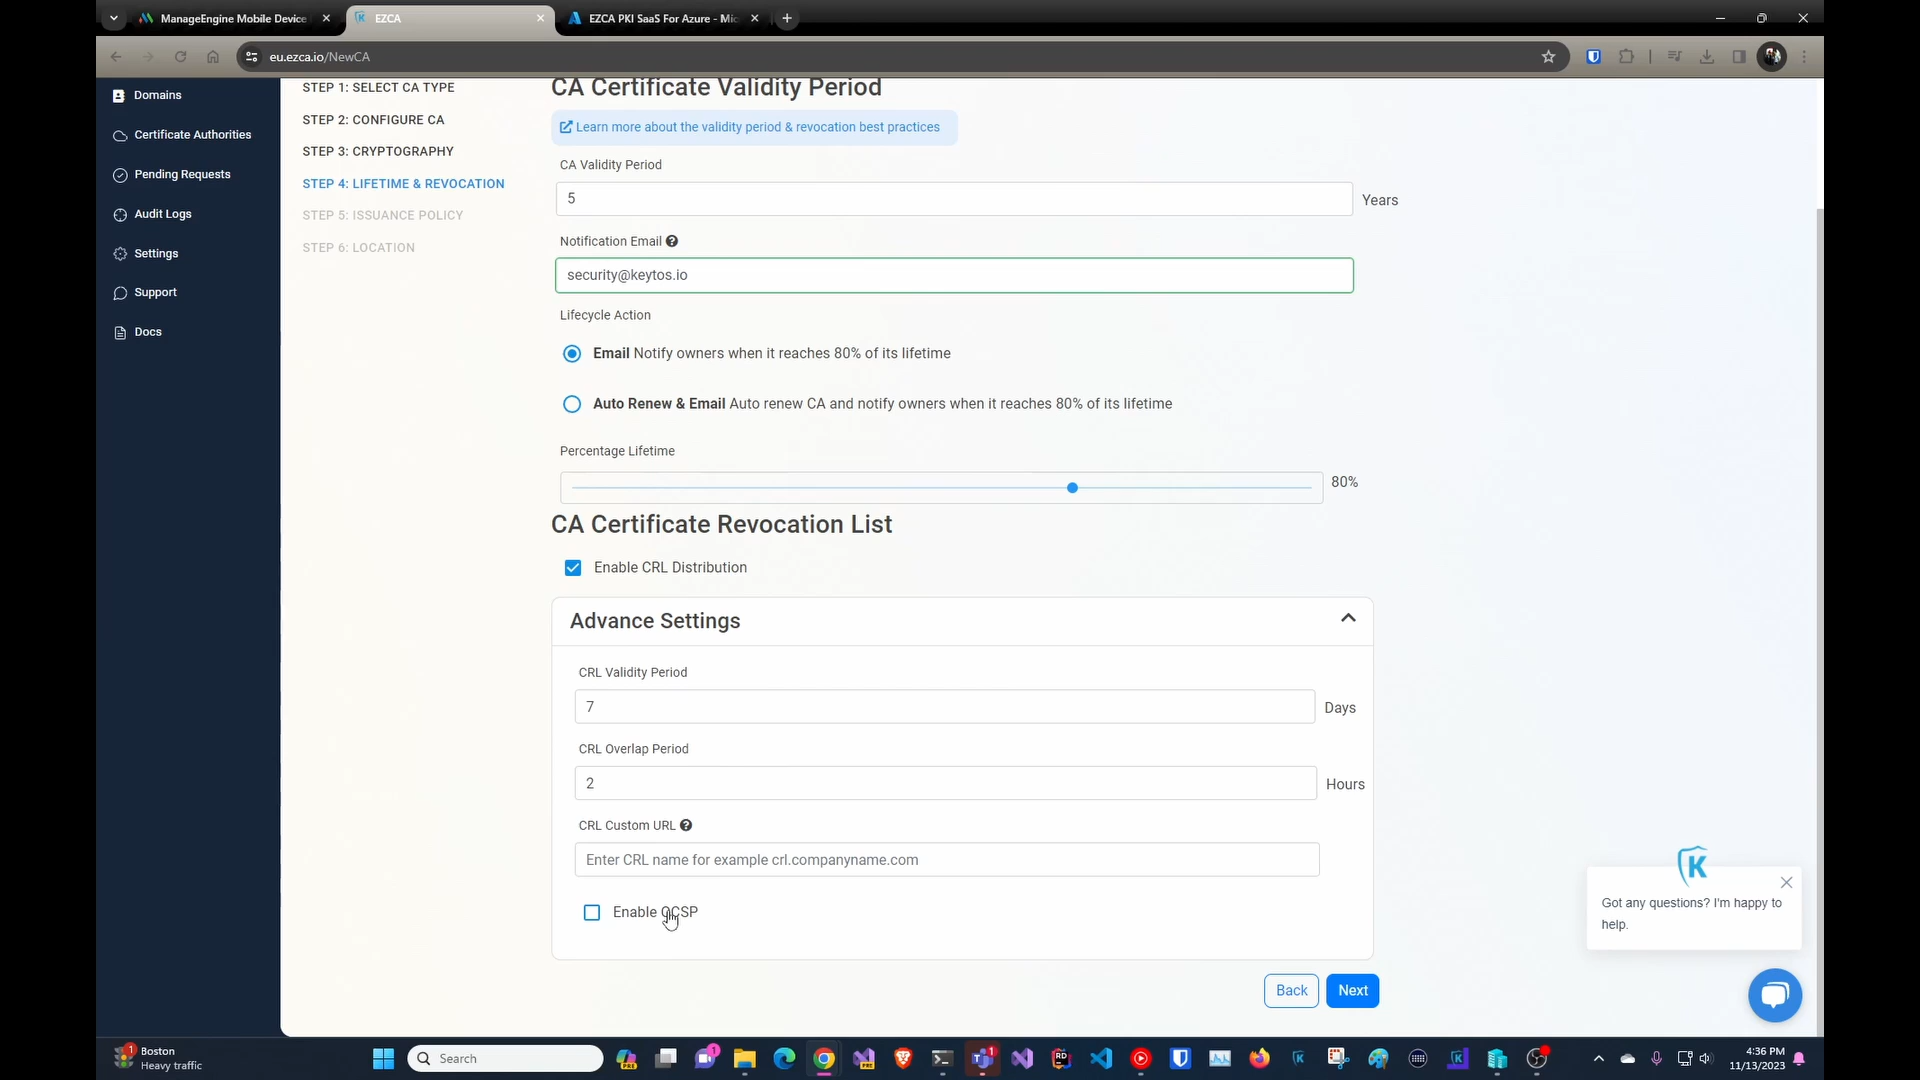 ManageEngine Mobile Device
EZCA
EZCA PKI SaaS For Azure - Mic
eu.ezca.io/NewCA
Domains
Certificate Authorities
Pending Requests
Audit Logs
Settings
Support
Docs
STEP 1: SELECT CA TYPE
STEP 2: CONFIGURE CA
STEP 3: CRYPTOGRAPHY
STEP 4: LIFETIME & REVOCATION
STEP 5: ISSUANCE POLICY
STEP 6: LOCATION
CA Certificate Validity Period
Learn more about the validity period & revocation best practices
CA Validity Period
5
Years
Notification Email
security@keytos.io
Lifecycle Action
Email Notify owners when it reaches 80% of its lifetime
Auto Renew & Email Auto renew CA and notify owners when it reaches 80% of its lifetime
Percentage Lifetime
80%
CA Certificate Revocation List
Enable CRL Distribution
Advance Settings
CRL Validity Period
7
Days
CRL Overlap Period
2
Hours
CRL Custom URL
Enter CRL name for example crl.companyname.com
Enable OCSP
Back
Next
Got any questions? I'm happy to
help.
1
Boston
Heavy traffic
Search
4:36 PM
11/13/2023